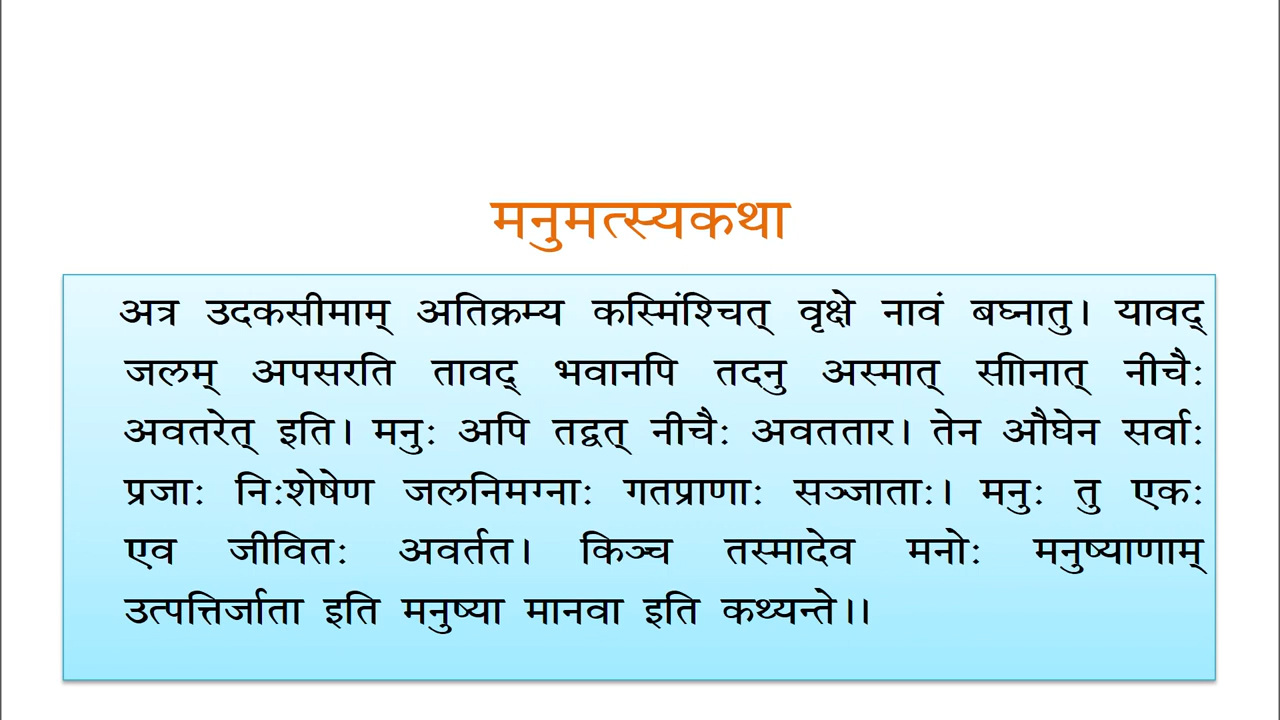 मनुमत्स्यकथा
अत्र उदकसीमाम् अतिक्रम्य कस्मिंश्चित् वृक्षे नावं बघ्नातु। यावद्
जलम् अपसरति तावद् भवानपि तदनु अस्मात् साीनात् नीचैः
अवतरेत् इति। मनुः अपि तद्वत् नीचैः अवततार। तेन औघेन सर्वाः
प्रजाः निःशेषेण जलनिमग्नाः गतप्राणाः सञ्जाताः। मनुः तु एकः
एव जीवितः अवर्तत। किञ्च तस्मादेव मनोः मनुष्याणाम्
उत्पत्तिर्जाता इति मनुष्या मानवा इति कथ्यन्ते।।